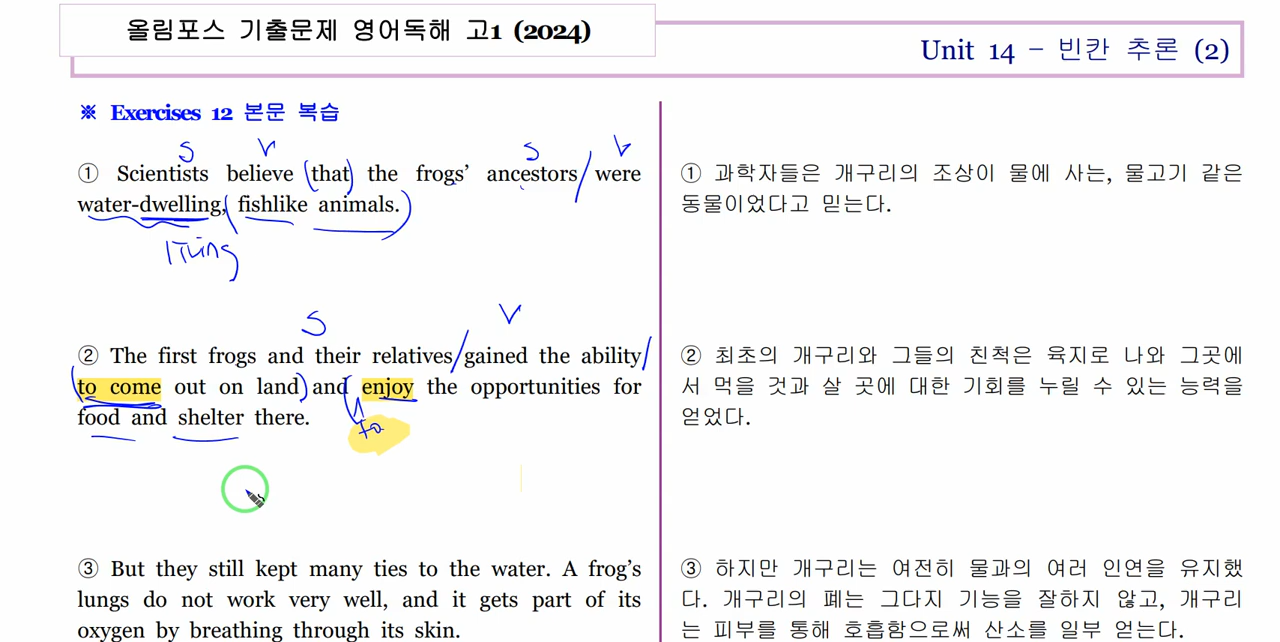 올림포스 기출문제 영어독해 고1 (2024)
Unit 14 – 빈칸 추론 (2)
※ Exercises 12 본문 복습
S V S V
① Scientists believe (that) the frogs' ancestors/were
water-dwelling, (fishlike animals.)
living
① 과학자들은 개구리의 조상이 물에 사는, 물고기 같은
동물이었다고 믿는다.
S V
② The first frogs and their relatives/gained the ability/
(to come out on land) and (enjoy the opportunities for
food and shelter there.
to
② 최초의 개구리와 그들의 친척은 육지로 나와 그곳에
서 먹을 것과 살 곳에 대한 기회를 누릴 수 있는 능력을
얻었다.
③ But they still kept many ties to the water. A frog's
lungs do not work very well, and it gets part of its
oxygen by breathing through its skin.
③ 하지만 개구리는 여전히 물과의 여러 인연을 유지했
다. 개구리의 폐는 그다지 기능을 잘하지 않고, 개구리
는 피부를 통해 호흡함으로써 산소를 일부 얻는다.